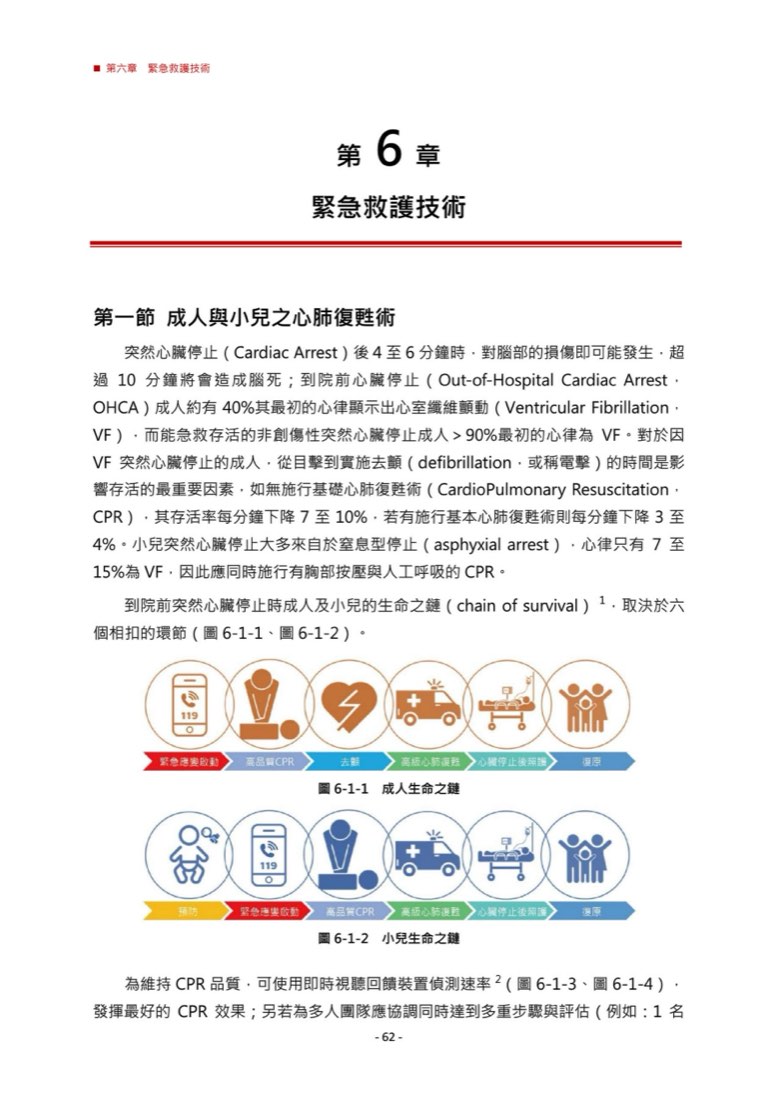 ■ 第六章 緊急救護技術
第 6 章
緊急救護技術
第一節 成人與小兒之心肺復甦術
突然心臟停止（Cardiac Arrest）後 4 至 6 分鐘時，對腦部的損傷即可能發生，超
過 10 分鐘將會造成腦死；到院前心臟停止（Out-of-Hospital Cardiac Arrest，
OHCA）成人約有 40%其最初的心律顯示出心室纖維顫動（Ventricular Fibrillation，
VF），而能急救存活的非創傷性突然心臟停止成人＞90%最初的心律為 VF。對於因
VF 突然心臟停止的成人，從目擊到實施去顫（defibrillation，或稱電擊）的時間是影
響存活的最重要因素，如無施行基礎心肺復甦術（CardioPulmonary Resuscitation，
CPR），其存活率每分鐘下降 7 至 10%，若有施行基本心肺復甦術則每分鐘下降 3 至
4%。小兒突然心臟停止大多來自於窒息型停止（asphyxial arrest），心律只有 7 至
15%為 VF，因此應同時施行有胸部按壓與人工呼吸的 CPR。
到院前突然心臟停止時成人及小兒的生命之鏈（chain of survival）1，取決於六
個相扣的環節（圖 6-1-1、圖 6-1-2）。
119
緊急應變啟動 高品質CPR 去顫 高級心肺復甦 心臟停止後照護 復原
圖 6-1-1 成人生命之鏈
119
預防 緊急應變啟動 高品質CPR 高級心肺復甦 心臟停止後照護 復原
圖 6-1-2 小兒生命之鏈
為維持 CPR 品質，可使用即時視聽回饋裝置偵測速率 2（圖 6-1-3、圖 6-1-4），
發揮最好的 CPR 效果；另若為多人團隊應協調同時達到多重步驟與評估（例如：1 名
- 62 -